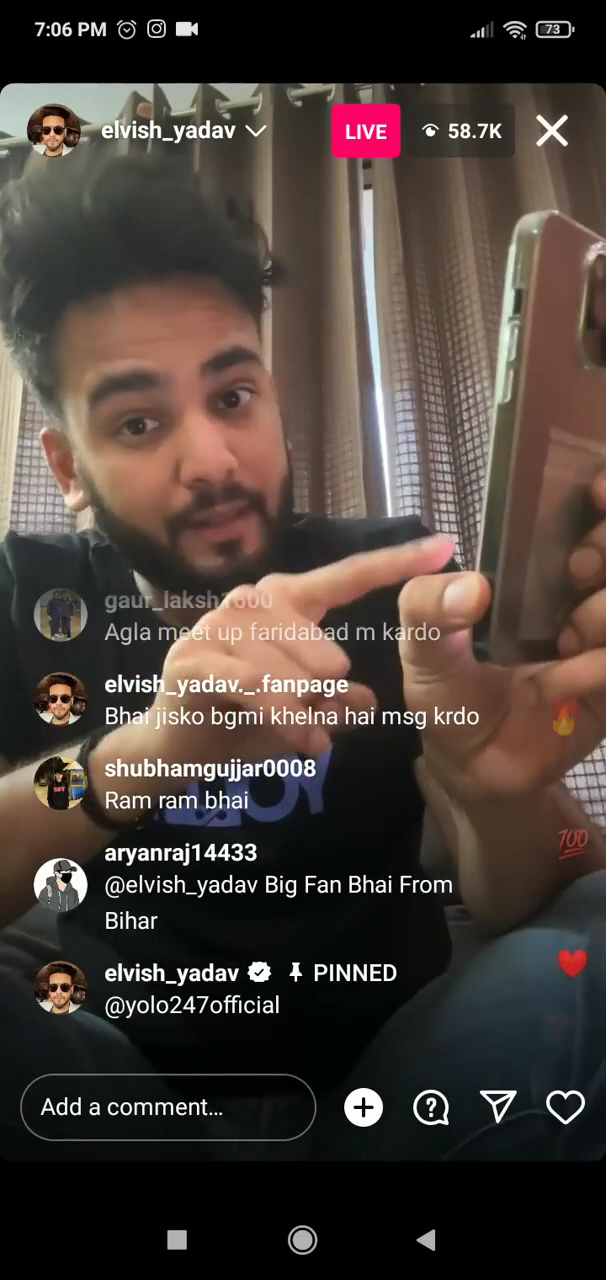 7:06 PM
73
elvish_yadav
LIVE
58.7K
gaur_laksh1600
Agla meet up faridabad m kardo
elvish_yadav._.fanpage
Bhai jisko bgmi khelna hai msg krdo
shubhamgujjar0008
Ram ram bhai
aryanraj14433
@elvish_yadav Big Fan Bhai From
Bihar
elvish_yadav PINNED
@yolo247official
100
Add a comment...